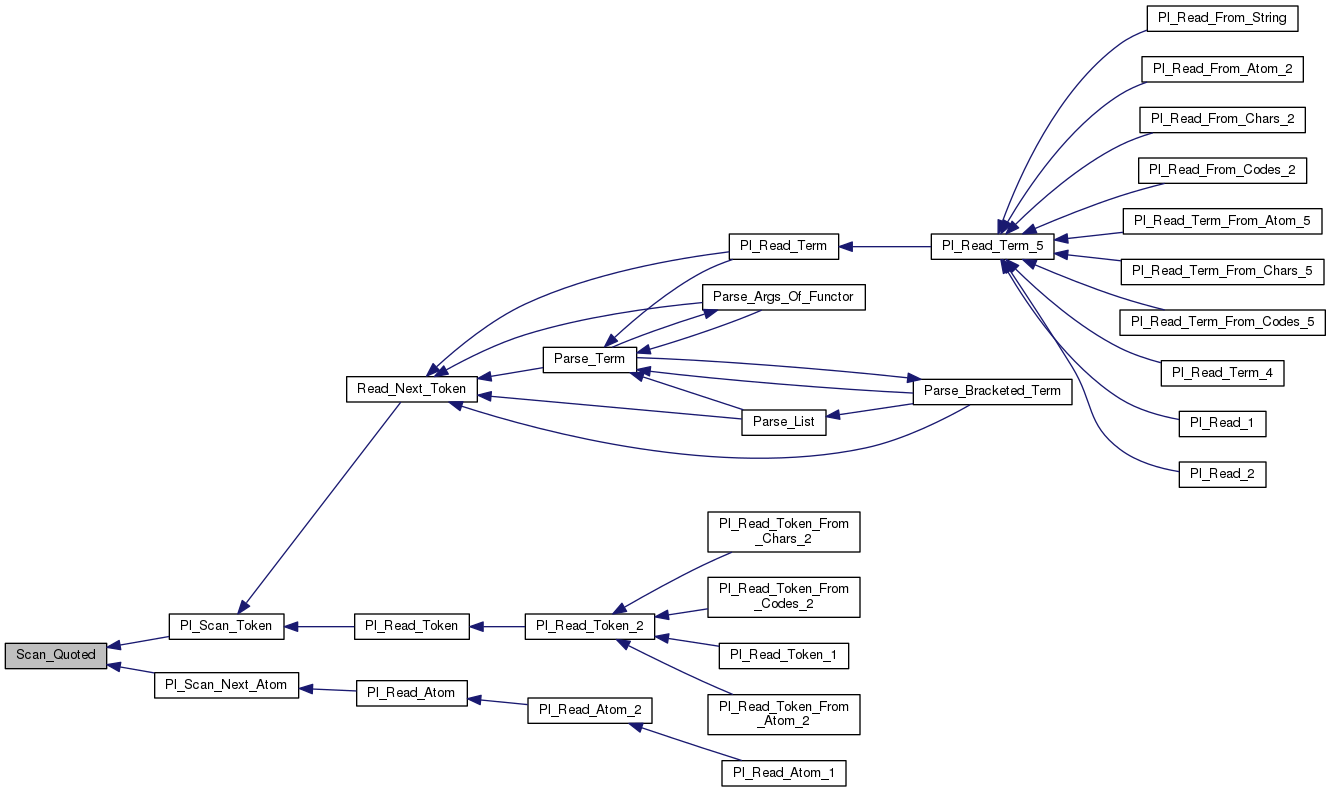 Pl_Read_From_String
Pl_Read_From_Atom_2
Pl_Read_From_Chars_2
Pl_Read_From_Codes_2
Pl_Read_Term_From_Atom_5
Pl_Read_Term
Pl_Read_Term_5
Pl_Read_Term_From_Chars_5
Parse_Args_Of_Functor
Pl_Read_Term_From_Codes_5
Parse_Term
Pl_Read_Term_4
Read_Next_Token
Parse_Bracketed_Term
Parse_List
Pl_Read_1
Pl_Read_2
Pl_Read_Token_From
_Chars_2
Pl_Read_Token_From
_Codes_2
Pl_Scan_Token
Pl_Read_Token
Pl_Read_Token_2
Scan_Quoted
Pl_Read_Token_1
Pl_Scan_Next_Atom
Pl_Read_Atom
Pl_Read_Atom_2
Pl_Read_Token_From
_Atom_2
Pl_Read_Atom_1